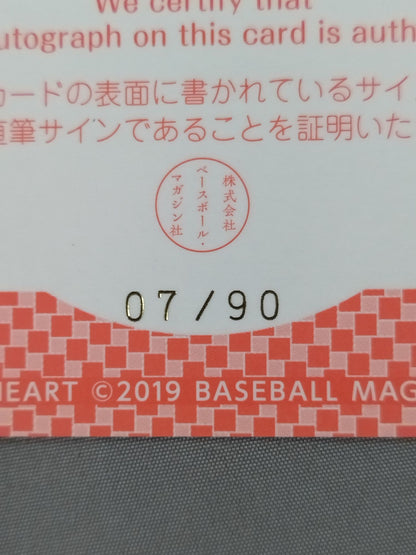 We certify that
autograph on this card is auth
カードの表面に書かれているサイ
直筆サインであることを証明いた
株式会社
ベースボール・
マガジン社
07/90
HEART ©2019 BASEBALL MAG